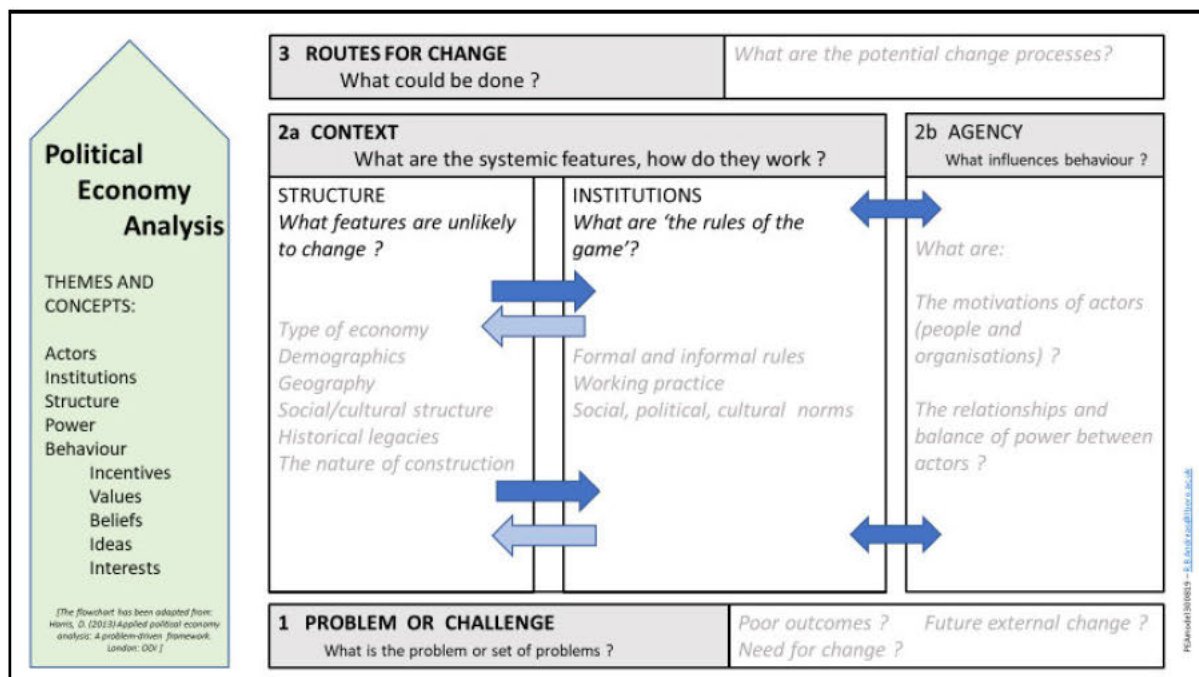 Political
Economy
Analysis
THEMES AND
CONCEPTS:
Actors
Institutions
Structure
Power
Behaviour
Incentives
Values
Beliefs
Ideas
Interests
[The flowchart has been adapted from:
Harris, D. (2013) Applied political economy
analysis: A problem-driven framework.
London: ODI ]
3 ROUTES FOR CHANGE
What could be done ?
What are the potential change processes?
2a CONTEXT
What are the systemic features, how do they work ?
STRUCTURE
What features are unlikely
to change ?
Type of economy
Demographics
Geography
Social/cultural structure
Historical legacies
The nature of construction
INSTITUTIONS
What are ‘the rules of the
game’?
Formal and informal rules
Working practice
Social, political, cultural norms
2b AGENCY
What influences behaviour ?
What are:
The motivations of actors
(people and
organisations) ?
The relationships and
balance of power between
actors ?
1 PROBLEM OR CHALLENGE
What is the problem or set of problems ?
Poor outcomes ? Future external change ?
Need for change ?
PEAmodel300819 –